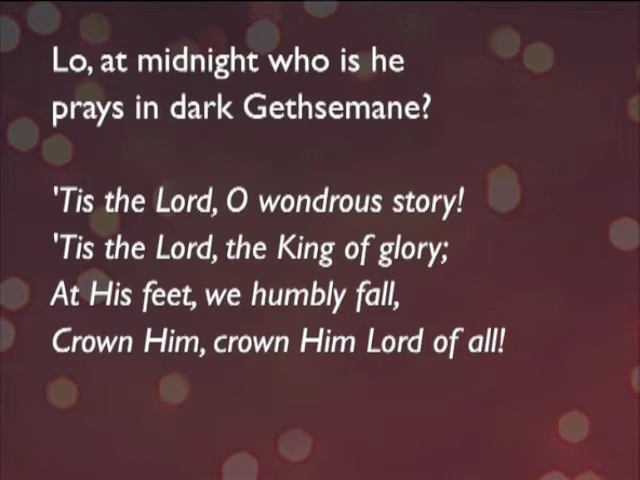 Lo, at midnight who is he
prays in dark Gethsemane?
'Tis the Lord, O wondrous story!
'Tis the Lord, the King of glory;
At His feet, we humbly fall,
Crown Him, crown Him Lord of all!